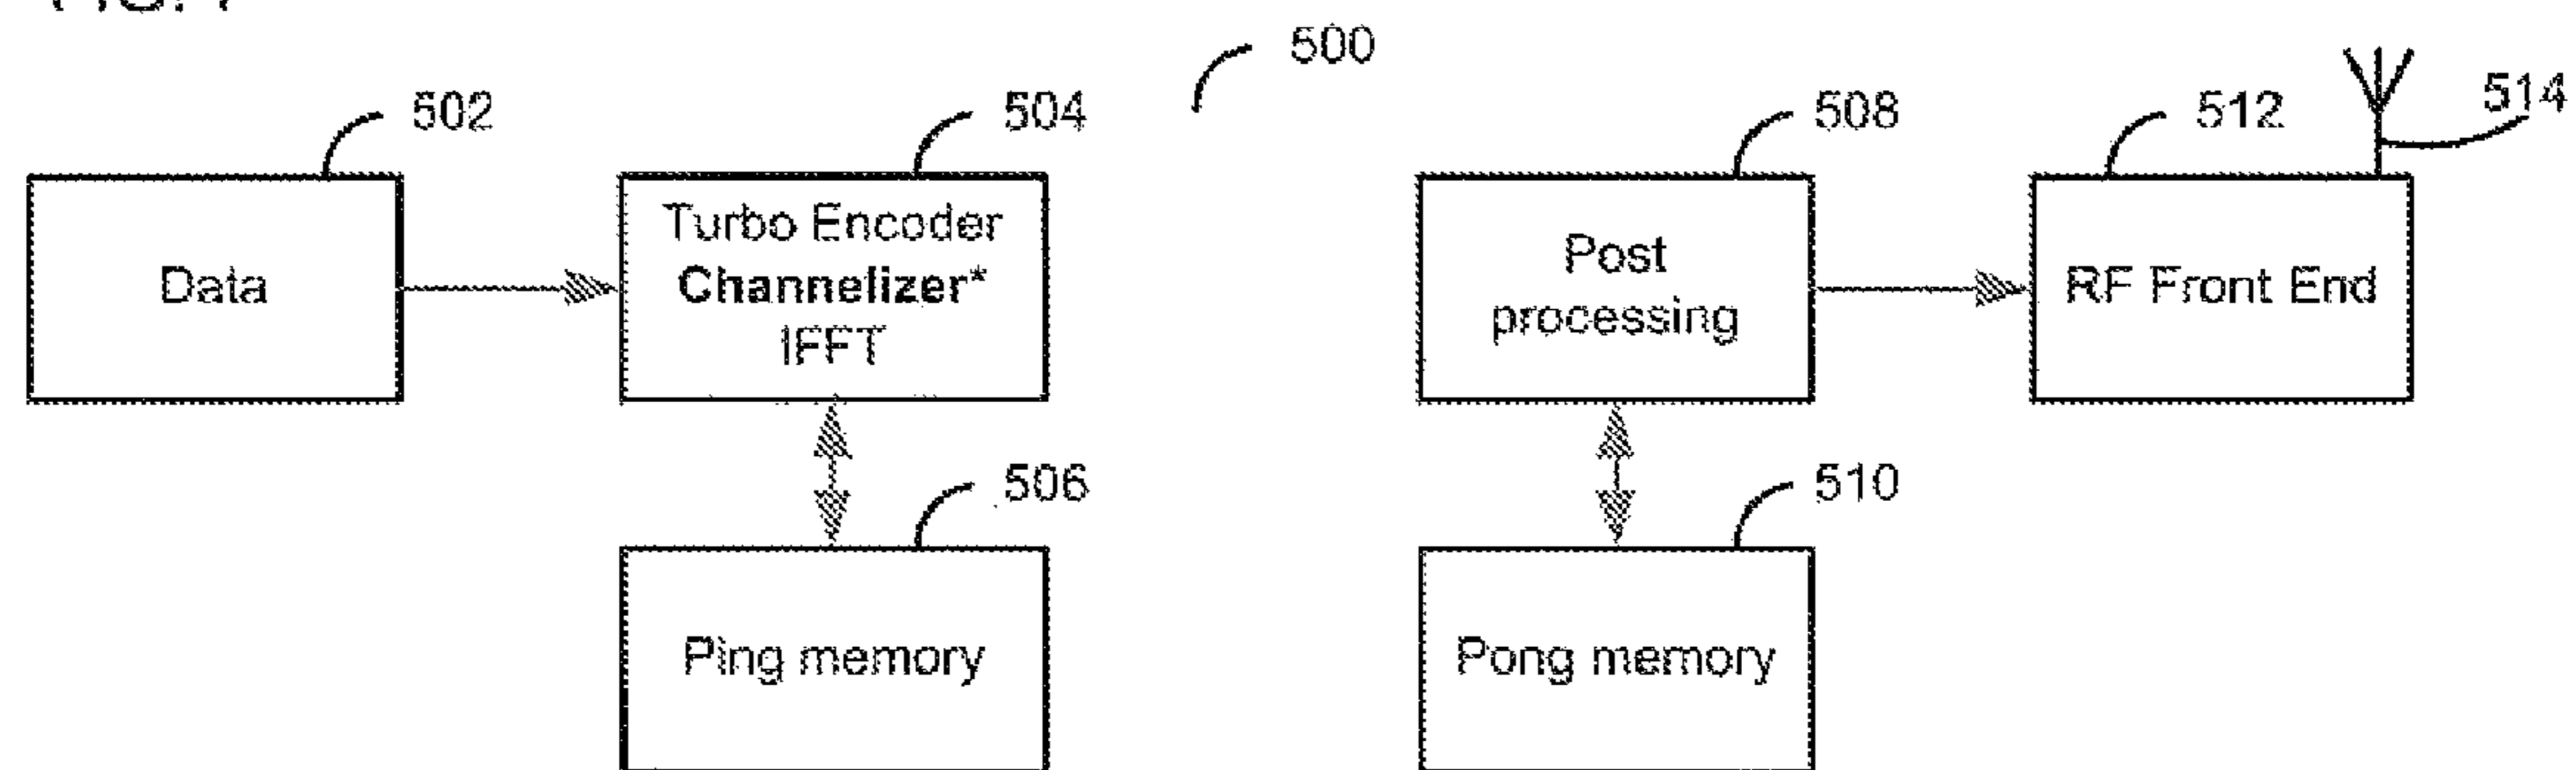 500
502
504
508
512
514
Data
Turbo Encoder
Channelizer*
IFFT
Post
processing
RF Front End
506
510
Ping memory
Pong memory